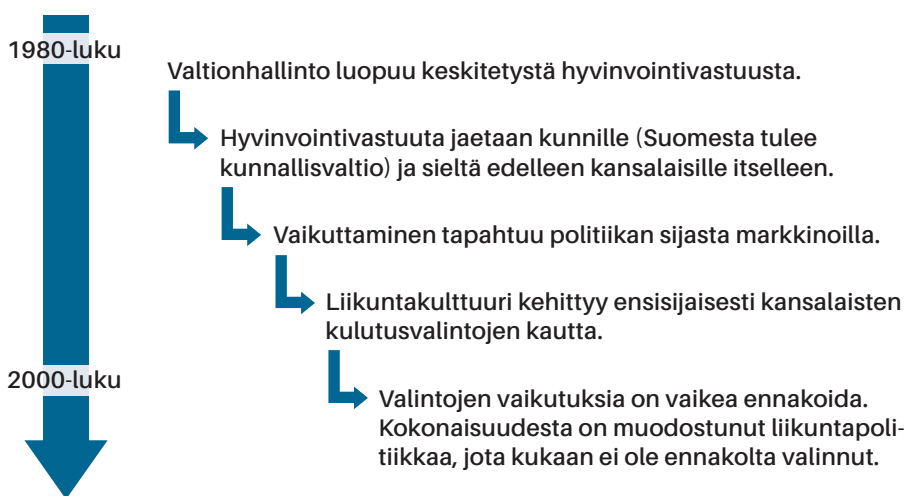 1980-luku
Valtionhallinto luopuu keskitetystä hyvinvointivastuusta.
Hyvinvointivastuuta jaetaan kunnille (Suomesta tulee
kunnallisvaltio) ja sieltä edelleen kansalaisille itselleen.
Vaikuttaminen tapahtuu politiikan sijasta markkinoilla.
Liikuntakulttuuri kehittyy ensisijaisesti kansalaisten
kulutusvalintojen kautta.
2000-luku
Valintojen vaikutuksia on vaikea ennakoida.
Kokonaisuudesta on muodostunut liikuntapoli-
tiikkaa, jota kukaan ei ole ennakolta valinnut.